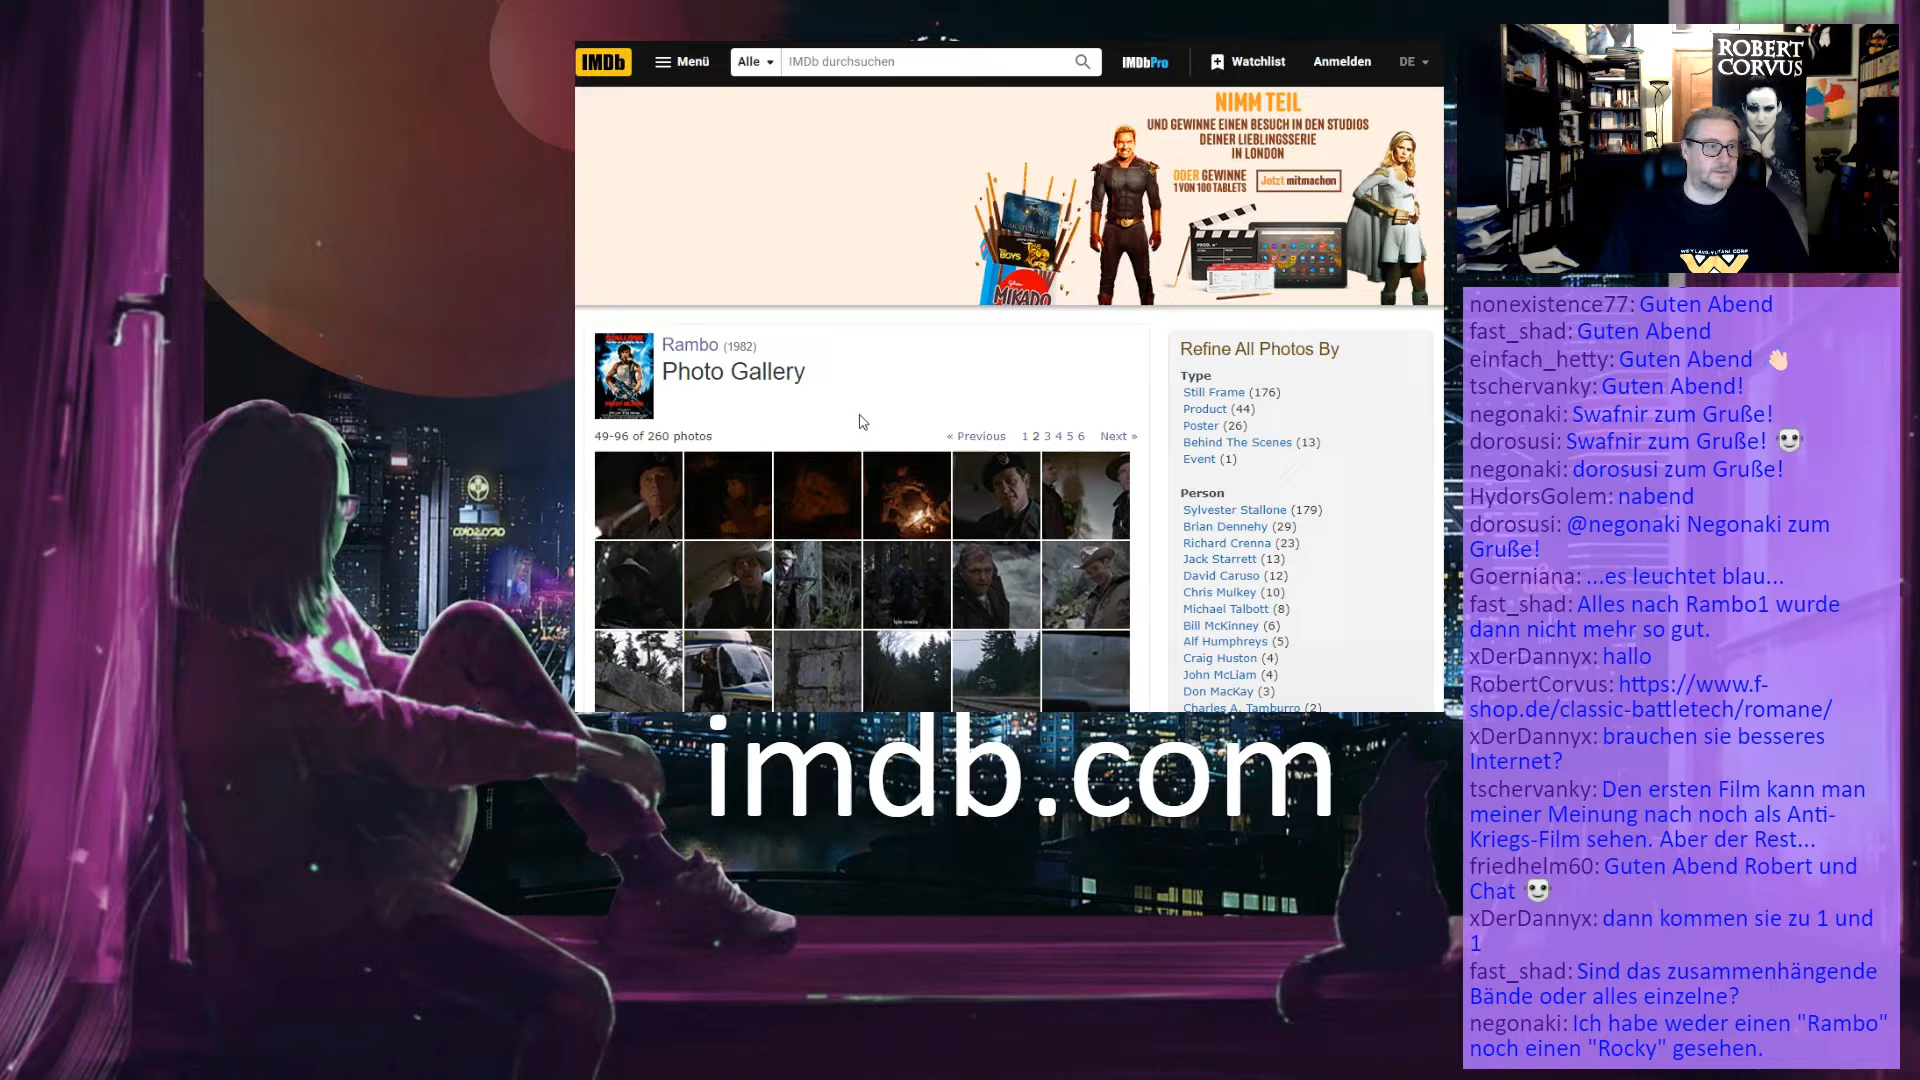 IMDb
Menü
Alle
IMDb durchsuchen
IMDbPro
Watchlist
Anmelden
DE
NIMM TEIL
UND GEWINNE EINEN BESUCH IN DEN STUDIOS
DEINER LIEBLINGSSERIE
IN LONDON
ODER GEWINNE
1 VON 100 TABLETS
Jetzt mitmachen
THE BOYS
MIKADO
Rambo (1982)
Photo Gallery
49-96 of 260 photos
« Previous 1 2 3 4 5 6 Next »
Refine All Photos By
Type
Still Frame (176)
Product (44)
Poster (26)
Behind The Scenes (13)
Event (1)
Person
Sylvester Stallone (179)
Brian Dennehy (29)
Richard Crenna (23)
Jack Starrett (13)
David Caruso (12)
Chris Mulkey (10)
Michael Talbott (8)
Bill McKinney (6)
Alf Humphreys (5)
Craig Huston (4)
John McLiam (4)
Don MacKay (3)
Charles A. Tamburro (2)
imdb.com
ROBERT
CORVUS
WEYLAND-YUTANI CORP
nonexistence77: Guten Abend
fast_shad: Guten Abend
einfach_hetty: Guten Abend 👋🏻
tschervanky: Guten Abend!
negonaki: Swafnir zum Gruße!
dorosusi: Swafnir zum Gruße!
negonaki: dorosusi zum Gruße!
HydorsGolem: nabend
dorosusi: @negonaki Negonaki zum
Gruße!
Goerniana: ...es leuchtet blau...
fast_shad: Alles nach Rambo1 wurde
dann nicht mehr so gut.
xDerDannyx: hallo
RobertCorvus: https://www.f-
shop.de/classic-battletech/romane/
xDerDannyx: brauchen sie besseres
Internet?
tschervanky: Den ersten Film kann man
meiner Meinung nach noch als Anti-
Kriegs-Film sehen. Aber der Rest...
friedhelm60: Guten Abend Robert und
Chat
xDerDannyx: dann kommen sie zu 1 und
1
fast_shad: Sind das zusammenhängende
Bände oder alles einzelne?
negonaki: Ich habe weder einen "Rambo"
noch einen "Rocky" gesehen.